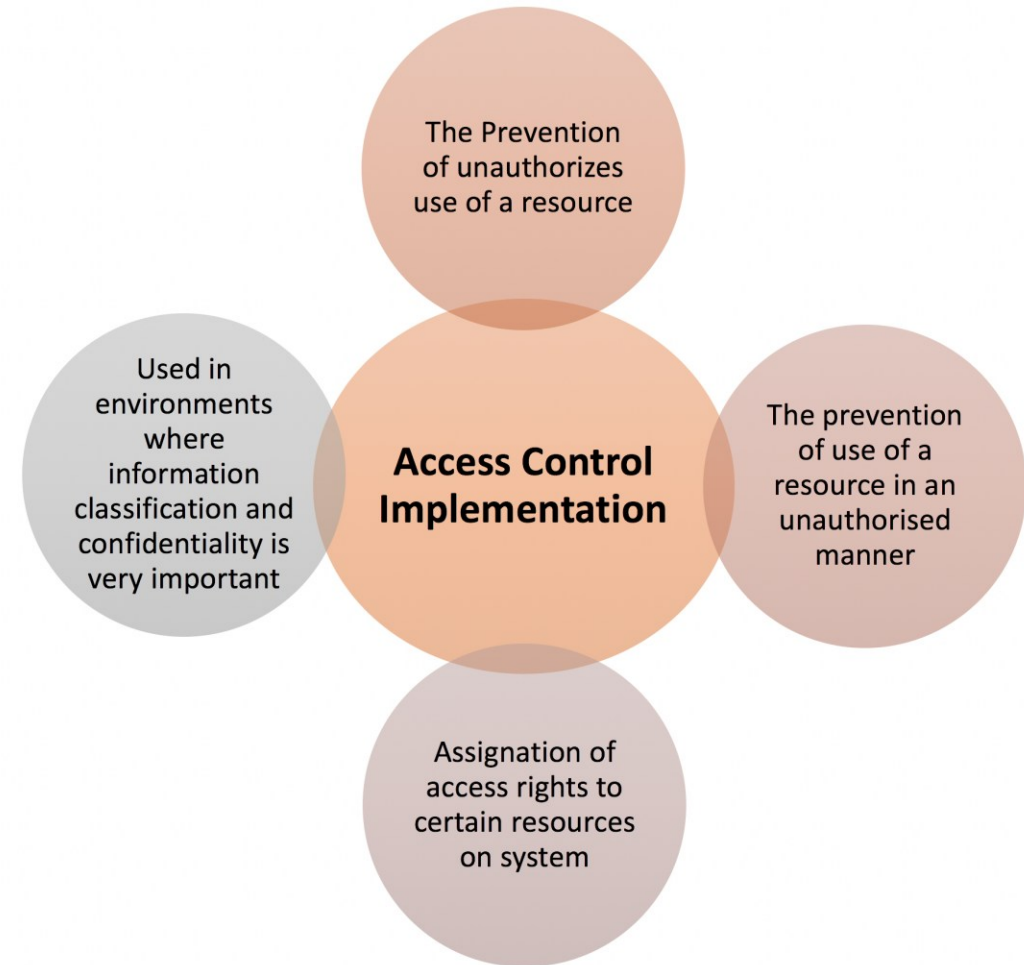 The Prevention
of unauthorizes
use of a resource
Used in
environments
where
information
classification and
confidentiality is
very important
Access Control
Implementation
The prevention
of use of a
resource in an
unauthorised
manner
Assignation of
access rights to
certain resources
on system